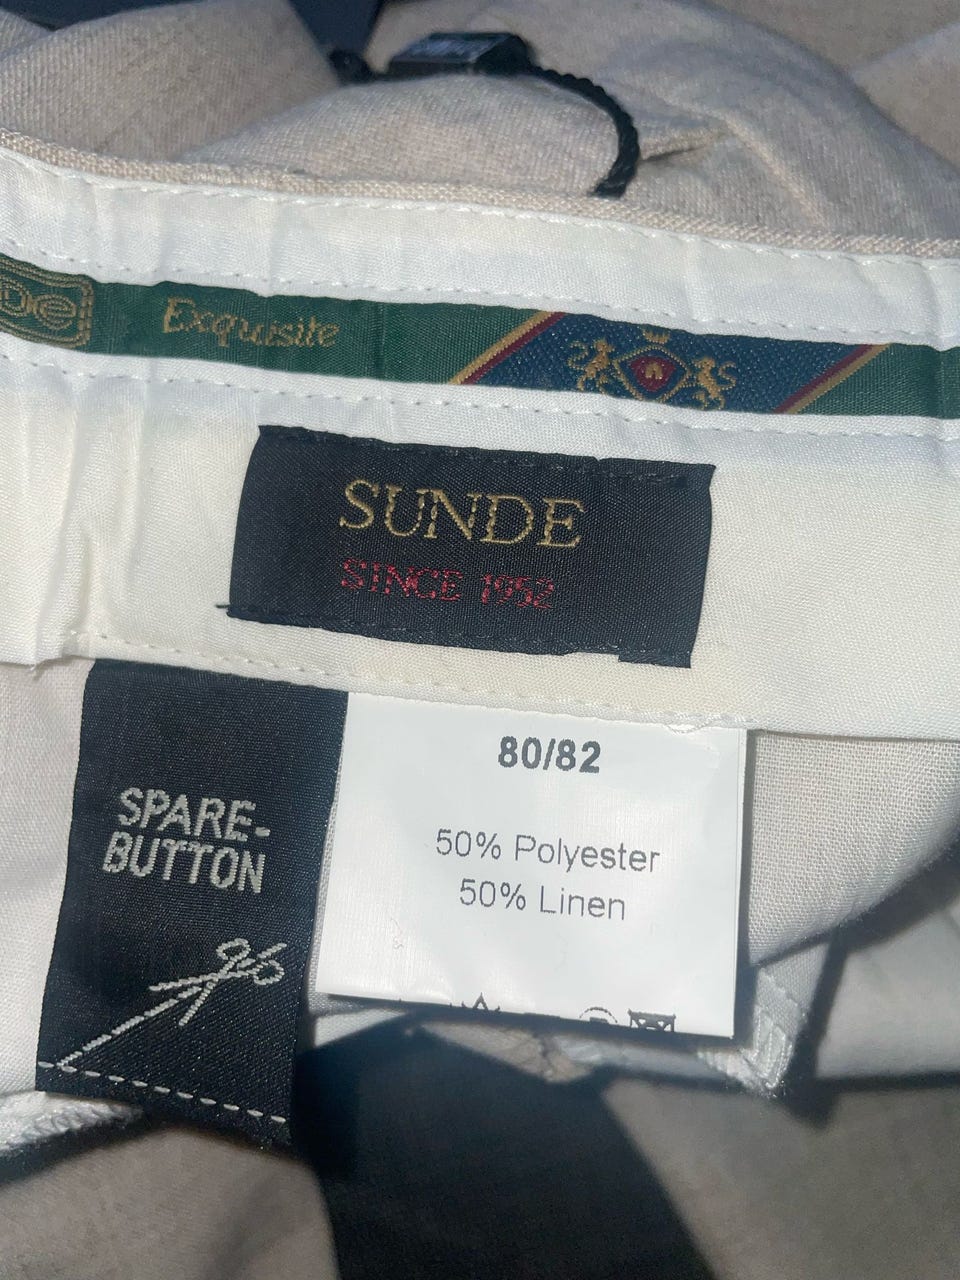 Exquisite
SUNDE
SINCE 1952
80/82
50% Polyester
50% Linen
SPARE-
BUTTON